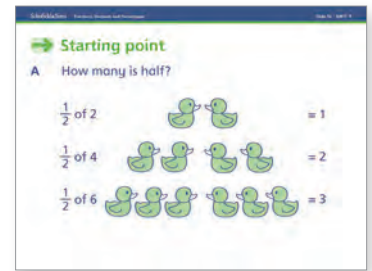 Starting point
A How many is half?
1/2 of 2 = 1
1/2 of 4 = 2
1/2 of 6 = 3